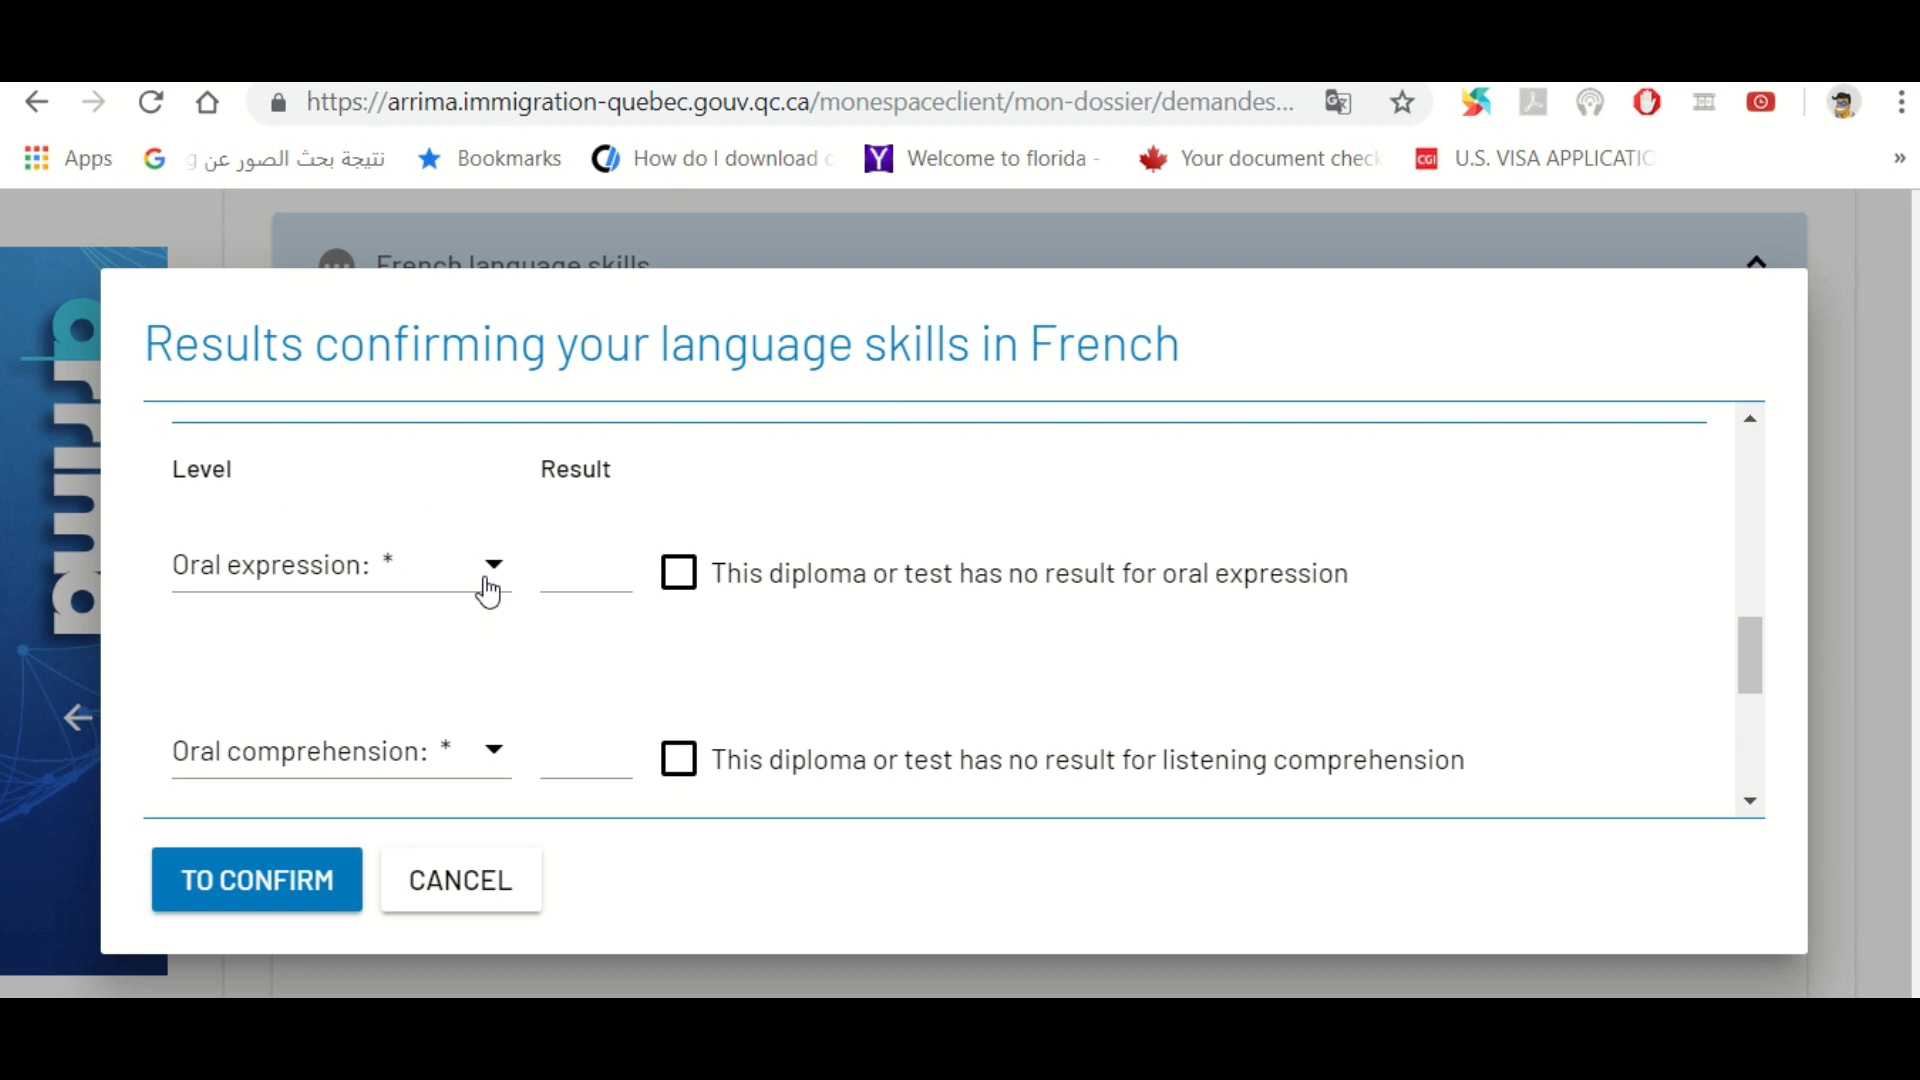 https://arrima.immigration-quebec.gouv.qc.ca/monespaceclient/mon-dossier/demandes...
Apps
نتيجة بحث الصور عن g
Bookmarks
How do I download
Welcome to florida -
Your document check
U.S. VISA APPLICATIO
»
French language skills
arrima
Results confirming your language skills in French
Level Result
Oral expression: * This diploma or test has no result for oral expression
Oral comprehension: * This diploma or test has no result for listening comprehension
TO CONFIRM CANCEL